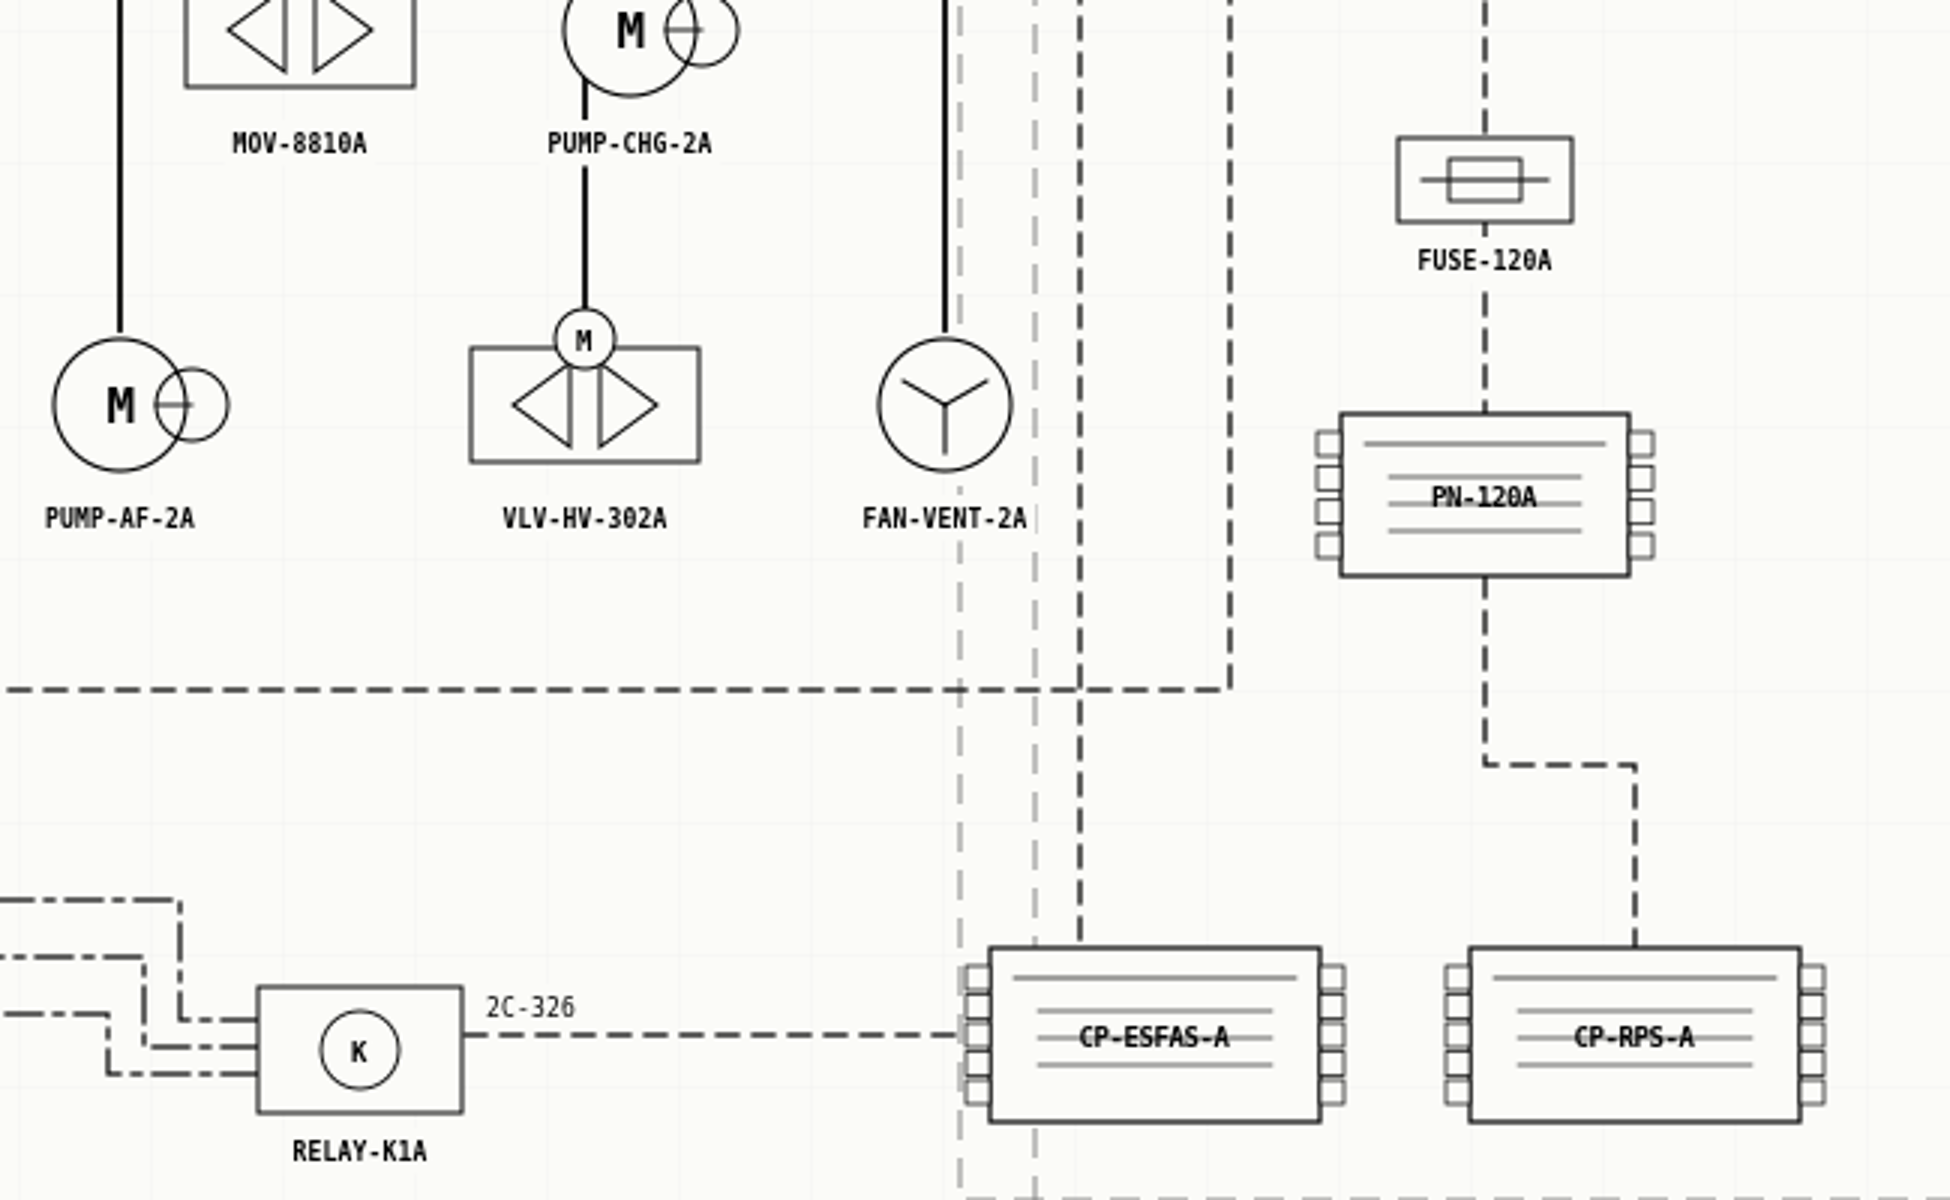 M
MOV-8810A
PUMP-CHG-2A
FUSE-120A
M
M
PN-120A
PUMP-AF-2A
VLV-HV-302A
FAN-VENT-2A
2C-326
K
CP-ESFAS-A
CP-RPS-A
RELAY-K1A